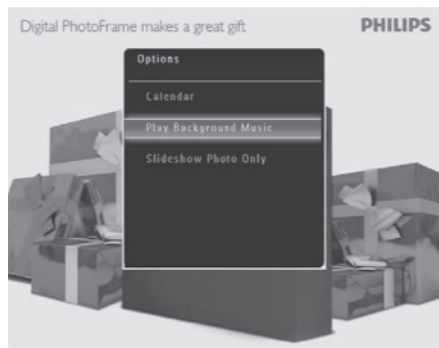 Digital PhotoFrame makes a great gift PHILIPS
Options
Calendar
Play Background Music
Slideshow Photo Only